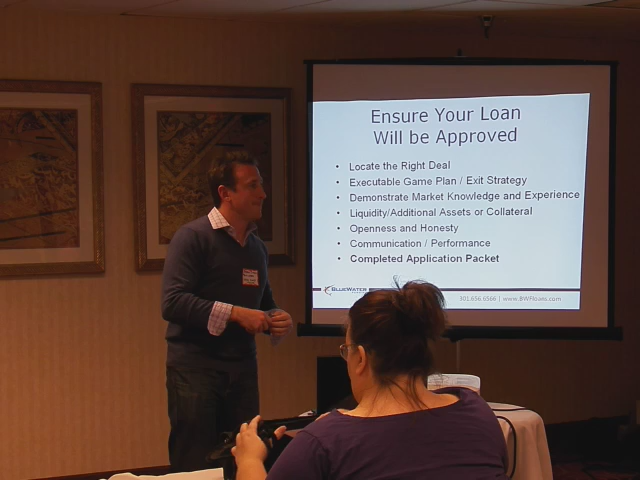 Ensure Your Loan
Will be Approved
• Locate the Right Deal
• Executable Game Plan / Exit Strategy
• Demonstrate Market Knowledge and Experience
• Liquidity/Additional Assets or Collateral
• Openness and Honesty
• Communication / Performance
• Completed Application Packet
BLUEWATER
301.656.6566 | www.BWFloans.com